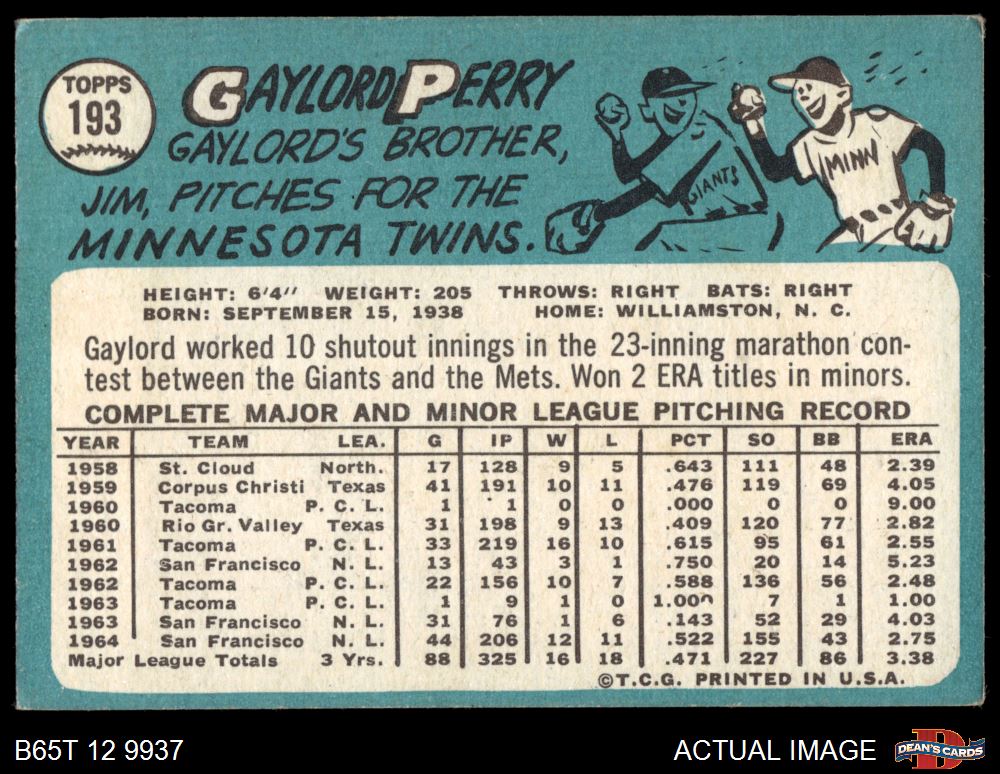 TOPPS
193
GAYLORD PERRY
GAYLORD'S BROTHER,
JIM, PITCHES FOR THE
MINNESOTA TWINS.
GIANTS
MINN
HEIGHT: 6'4" WEIGHT: 205 THROWS: RIGHT BATS: RIGHT
BORN: SEPTEMBER 15, 1938 HOME: WILLIAMSTON, N. C.
Gaylord worked 10 shutout innings in the 23-inning marathon con-
test between the Giants and the Mets. Won 2 ERA titles in minors.
COMPLETE MAJOR AND MINOR LEAGUE PITCHING RECORD
YEAR TEAM LEA. G IP W L PCT SO BB ERA
1958 St. Cloud North. 17 128 9 5 .643 111 48 2.39
1959 Corpus Christi Texas 41 191 10 11 .476 119 69 4.05
1960 Tacoma P. C. L. 1 1 0 0 .000 0 0 9.00
1960 Rio Gr. Valley Texas 31 198 9 13 .409 120 77 2.82
1961 Tacoma P. C. L. 33 219 16 10 .615 95 61 2.55
1962 San Francisco N. L. 13 43 3 1 .750 20 14 5.23
1962 Tacoma P. C. L. 22 156 10 7 .588 136 56 2.48
1963 Tacoma P. C. L. 1 9 1 0 1.000 7 1 1.00
1963 San Francisco N. L. 31 76 1 6 .143 52 29 4.03
1964 San Francisco N. L. 44 206 12 11 .522 155 43 2.75
Major League Totals 3 Yrs. 88 325 16 18 .471 227 86 3.38
©T.C.G. PRINTED IN U.S.A.
B65T 12 9937
ACTUAL IMAGE
DEAN'S CARDS